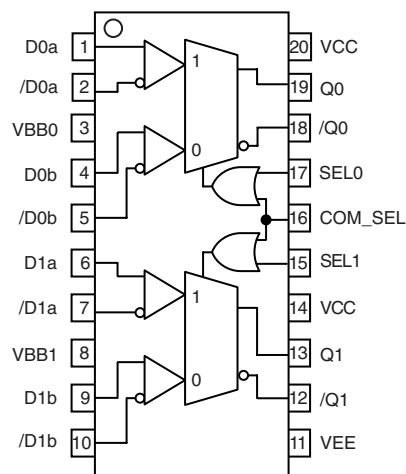 D0a 1 1 20 VCC
/D0a 2 19 Q0
VBB0 3 18 /Q0
D0b 4 0 17 SEL0
/D0b 5 16 COM_SEL
D1a 6 15 SEL1
/D1a 7 1 14 VCC
VBB1 8 13 Q1
D1b 9 0 12 /Q1
/D1b 10 11 VEE